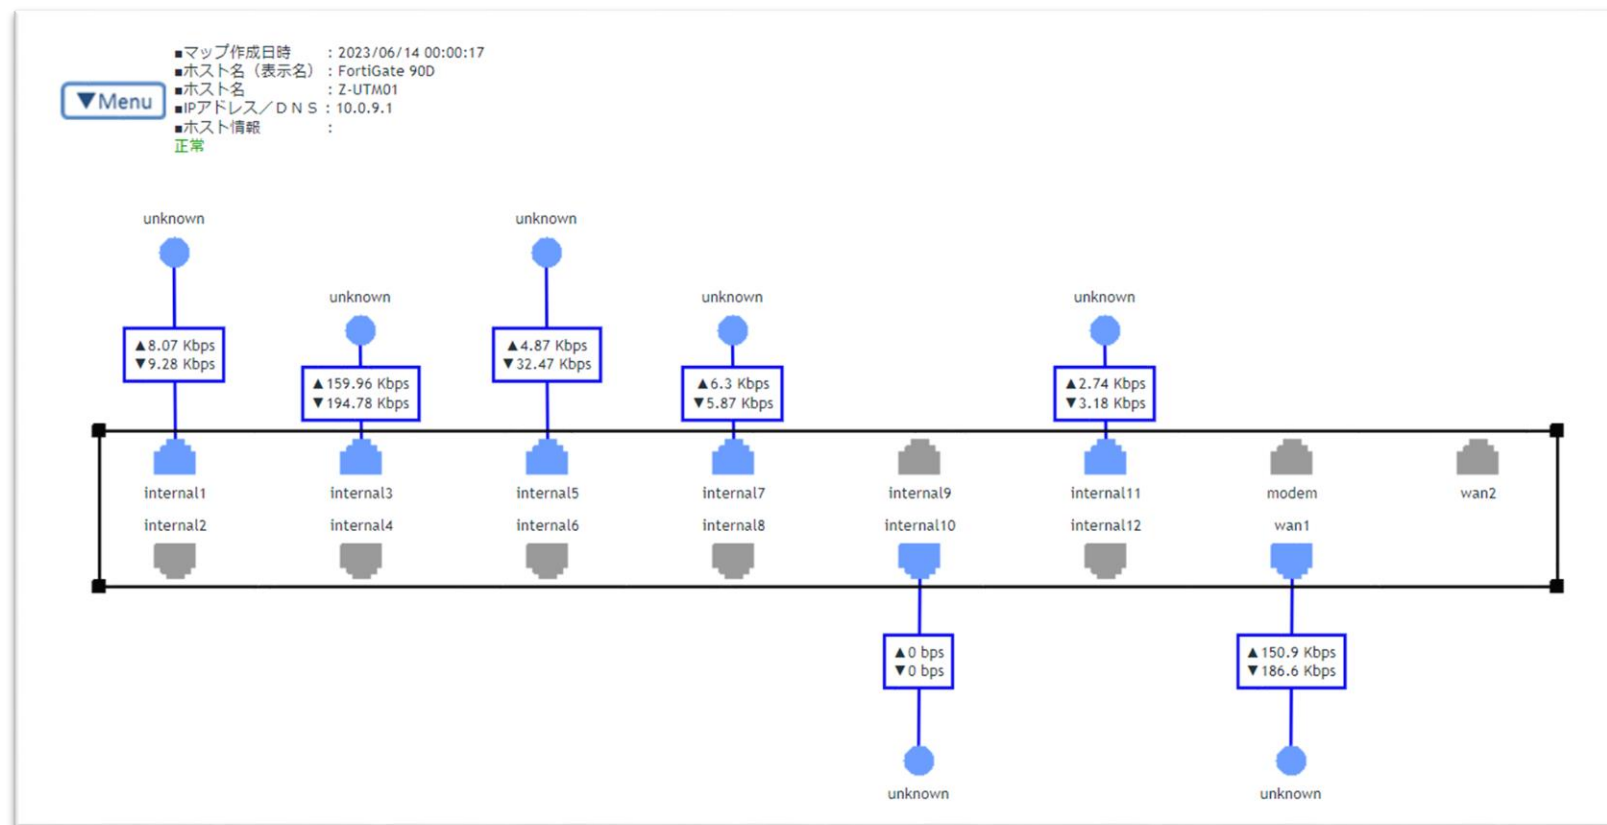 ▼Menu
■マップ作成日時 : 2023/06/14 00:00:17
■ホスト名（表示名） : FortiGate 90D
■ホスト名 : Z-UTM01
■IPアドレス／ＤＮＳ : 10.0.9.1
■ホスト情報 :
正常
unknown unknown
unknown unknown unknown
▲8.07 Kbps
▼9.28 Kbps
▲159.96 Kbps
▼194.78 Kbps
▲4.87 Kbps
▼32.47 Kbps
▲6.3 Kbps
▼5.87 Kbps
▲2.74 Kbps
▼3.18 Kbps
internal1 internal3 internal5 internal7 internal9 internal11 modem wan2
internal2 internal4 internal6 internal8 internal10 internal12 wan1
▲0 bps
▼0 bps
▲150.9 Kbps
▼186.6 Kbps
unknown unknown